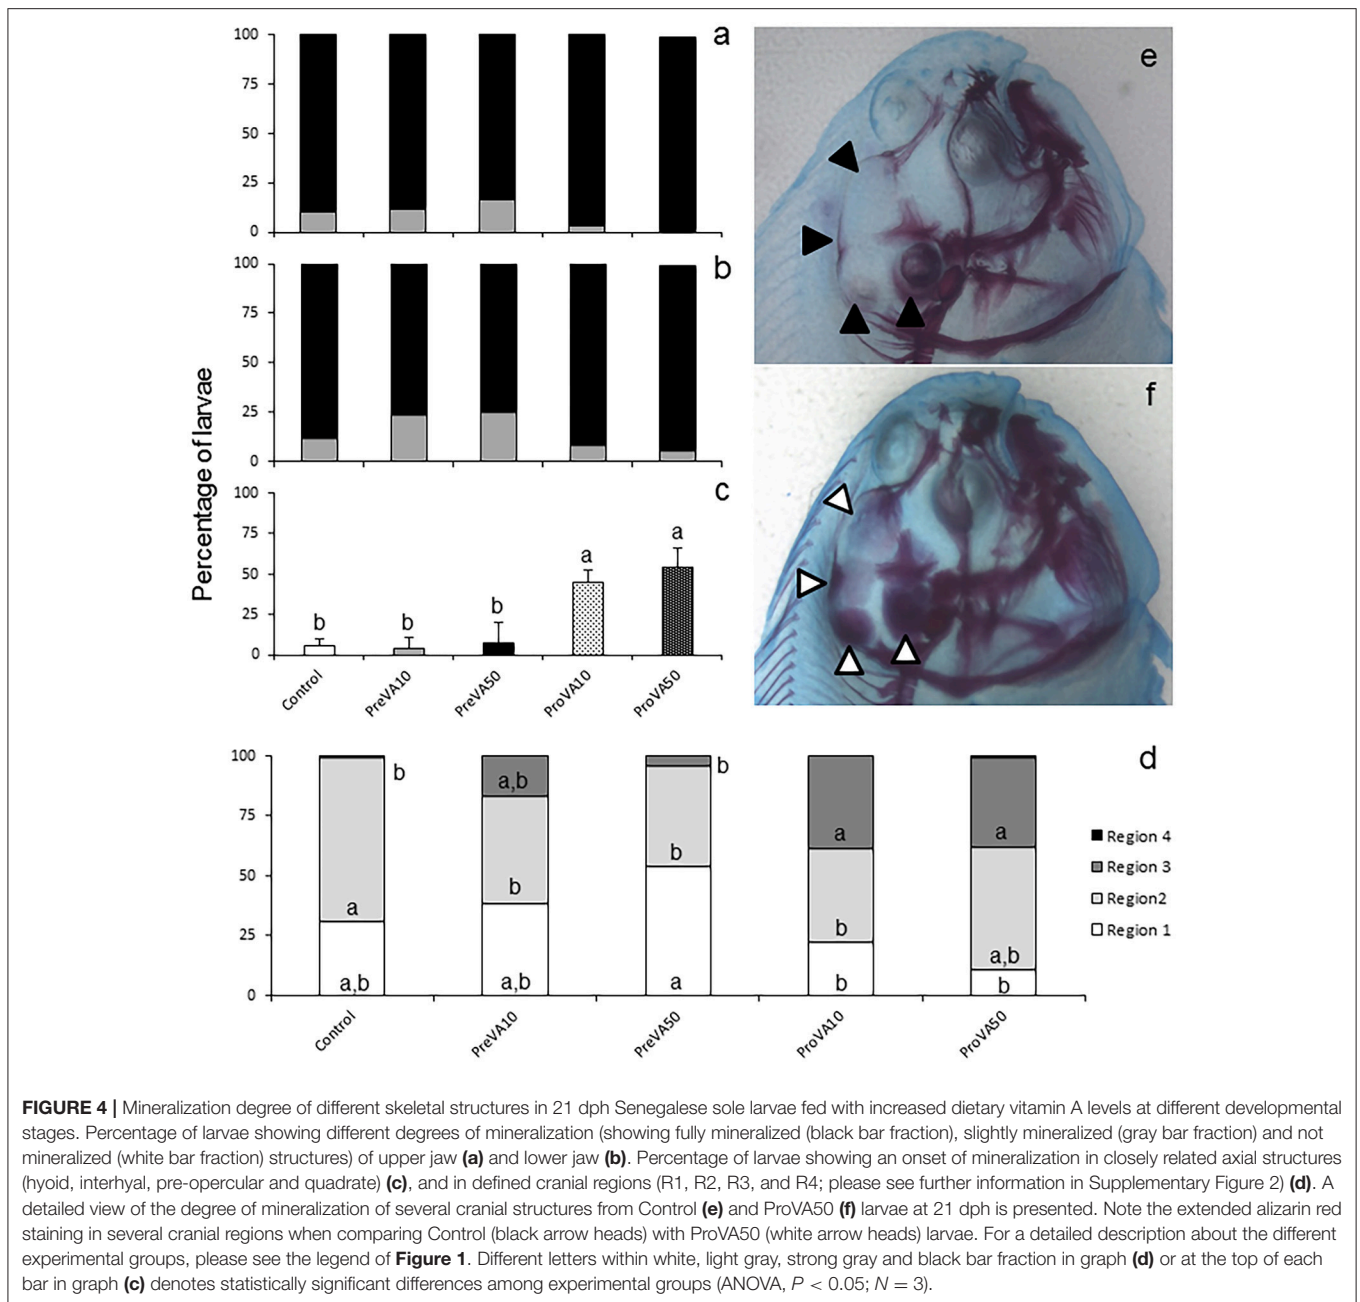 100
75
50
25
0
a
100
75
50
25
0
b
100
75
50
25
0
c
b
b
b
a
a
Control
PreVA10
PreVA50
ProVA10
ProVA50
Percentage of larvae
e
f
100
75
50
25
0
d
b
a
a,b
a,b
b
a,b
b
b
a
a
b
b
a
a,b
b
Control
PreVA10
PreVA50
ProVA10
ProVA50
Region 4
Region 3
Region2
Region 1
FIGURE 4 | Mineralization degree of different skeletal structures in 21 dph Senegalese sole larvae fed with increased dietary vitamin A levels at different developmental
stages. Percentage of larvae showing different degrees of mineralization (showing fully mineralized (black bar fraction), slightly mineralized (gray bar fraction) and not
mineralized (white bar fraction) structures) of upper jaw (a) and lower jaw (b). Percentage of larvae showing an onset of mineralization in closely related axial structures
(hyoid, interhyal, pre-opercular and quadrate) (c), and in defined cranial regions (R1, R2, R3, and R4; please see further information in Supplementary Figure 2) (d). A
detailed view of the degree of mineralization of several cranial structures from Control (e) and ProVA50 (f) larvae at 21 dph is presented. Note the extended alizarin red
staining in several cranial regions when comparing Control (black arrow heads) with ProVA50 (white arrow heads) larvae. For a detailed description about the different
experimental groups, please see the legend of Figure 1. Different letters within white, light gray, strong gray and black bar fraction in graph (d) or at the top of each
bar in graph (c) denotes statistically significant differences among experimental groups (ANOVA, P < 0.05; N = 3).